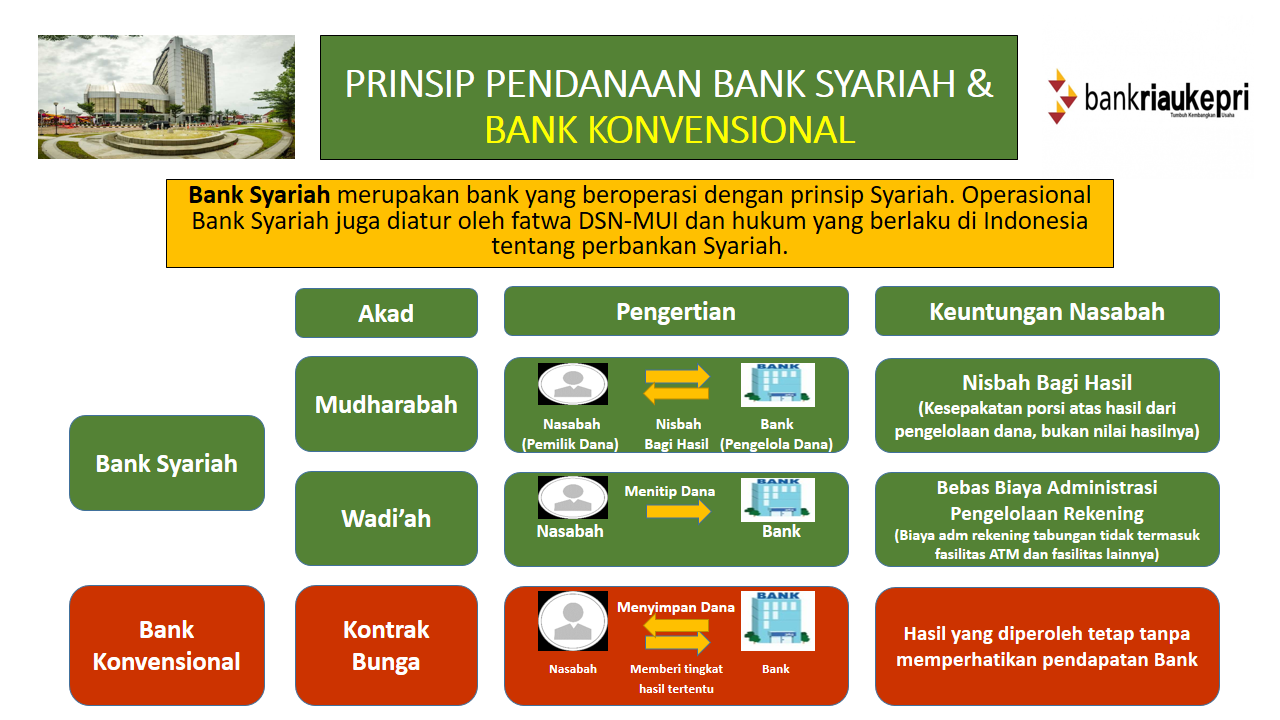 PRINSIP PENDANAAN BANK SYARIAH &
BANK KONVENSIONAL
bankriaukepri
Tumbuh Kembangkan Usaha
Bank Syariah merupakan bank yang beroperasi dengan prinsip Syariah. Operasional
Bank Syariah juga diatur oleh fatwa DSN-MUI dan hukum yang berlaku di Indonesia
tentang perbankan Syariah.
Akad
Pengertian
Keuntungan Nasabah
Bank Syariah
Mudharabah
BANK
Nasabah
(Pemilik Dana)
Nisbah
Bagi Hasil
Bank
(Pengelola Dana)
Nisbah Bagi Hasil
(Kesepakatan porsi atas hasil dari
pengelolaan dana, bukan nilai hasilnya)
Wadi’ah
Menitip Dana
BANK
Nasabah
Bank
Bebas Biaya Administrasi
Pengelolaan Rekening
(Biaya adm rekening tabungan tidak termasuk
fasilitas ATM dan fasilitas lainnya)
Bank
Konvensional
Kontrak
Bunga
Menyimpan Dana
BANK
Nasabah
Memberi tingkat
hasil tertentu
Bank
Hasil yang diperoleh tetap tanpa
memperhatikan pendapatan Bank